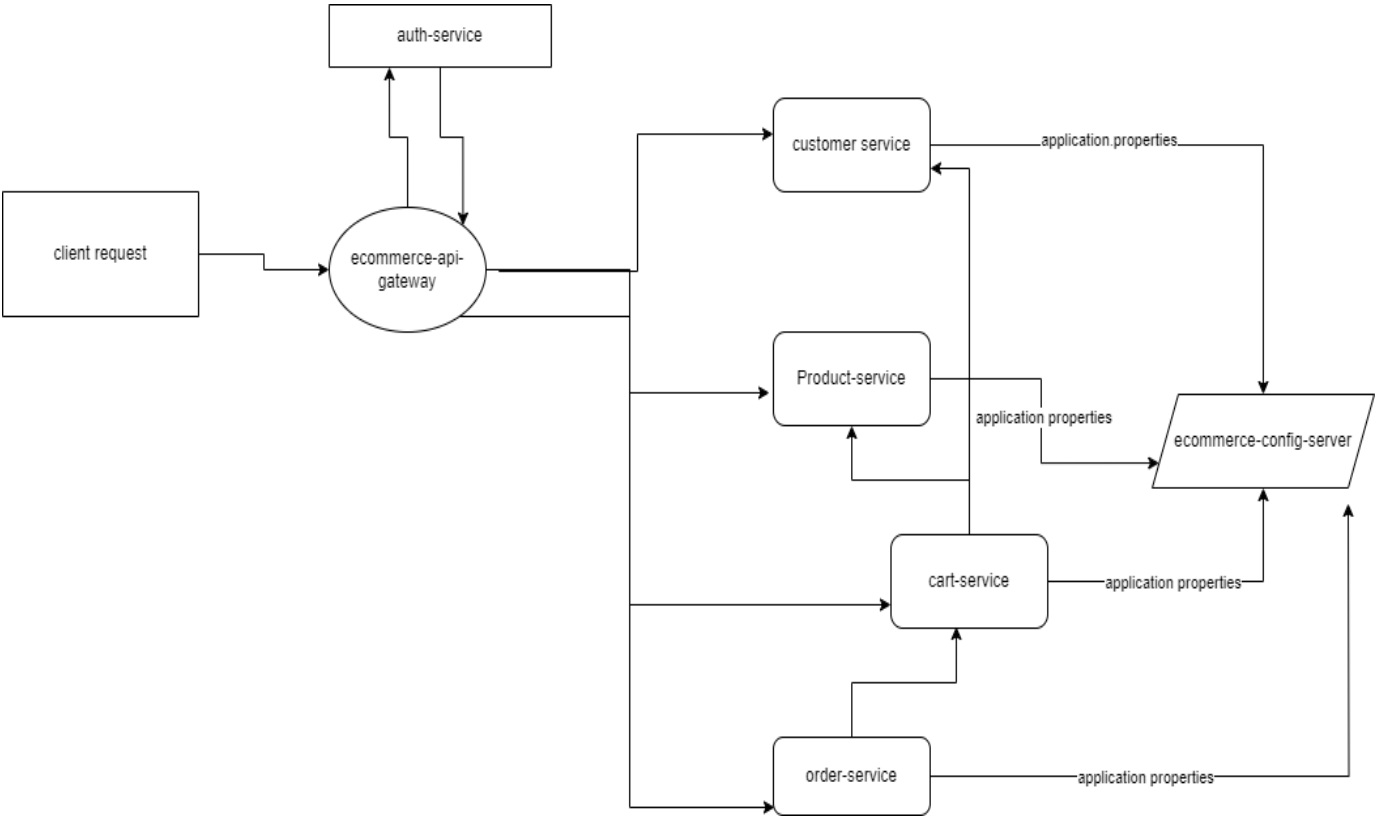 auth-service
customer service
application.properties
client request
ecommerce-api-
gateway
Product-service
application properties
ecommerce-config-server
cart-service
application properties
order-service
application properties